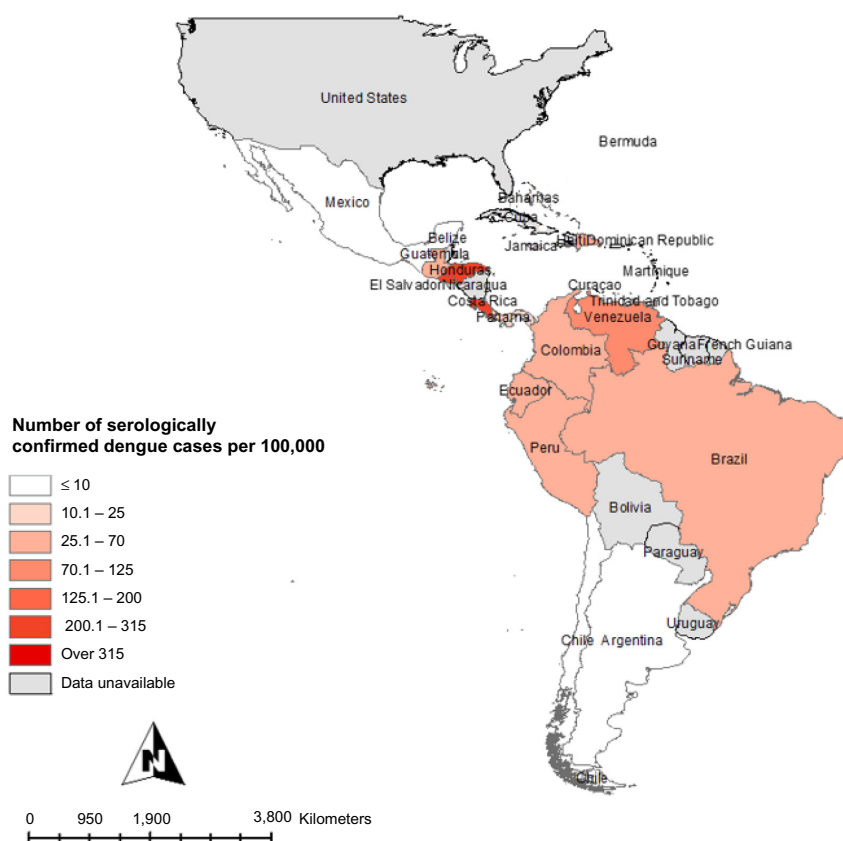 United States
Bermuda
Mexico
Bahamas
Cuba
Belize
Jamaica
Haiti Dominican Republic
Guatemala
Honduras
Martinique
El Salvador Nicaragua
Curaçao
Costa Rica
Trinidad and Tobago
Panama
Venezuela
Guyana French Guiana
Colombia
Suriname
Ecuador
Number of serologically
confirmed dengue cases per 100,000
Peru
Brazil
≤ 10
10.1 – 25
Bolivia
25.1 – 70
Paraguay
70.1 – 125
125.1 – 200
Uruguay
200.1 – 315
Chile Argentina
Over 315
Data unavailable
N
Chile
0 950 1,900 3,800 Kilometers